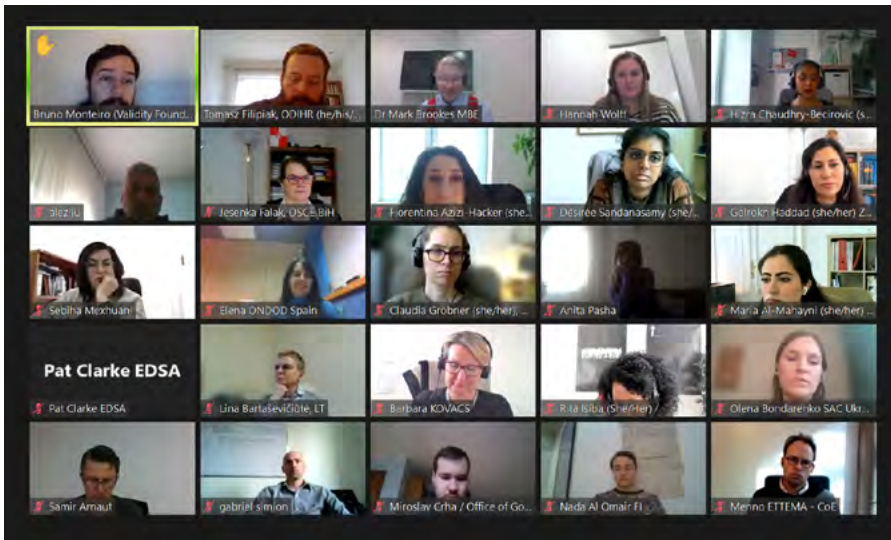 Bruno Monteiro (Validity Found...
Tomasz Filipiak, ODIHR (he/his/...
Dr Mark Brookes MBE
Hannah Wolff
Hizra Chaudhry-Becirovic (s...
Jesenka Falak, OSCE BiH
Fiorentina Azizi-Hacker (she...
Désirée Sandanasamy (she/...
Golrokh Haddad (she/her) Z...
Sebiha Mexhuani
Elena ONDOD Spain
Claudia Gröbner (she/her), ...
Anita Pasha
Maria Al-Mahayni (she/her) ...
Pat Clarke EDSA
Pat Clarke EDSA
Lina Bartaševičiūtė, LT
Barbara KOVACS
Rita Isiba (She/Her)
Olena Bondarenko SAC Ukr...
Samir Arnaut
gabriel simion
Miroslav Crha / Office of Go...
Nada Al Omair FI
Menno ETTEMA - CoE